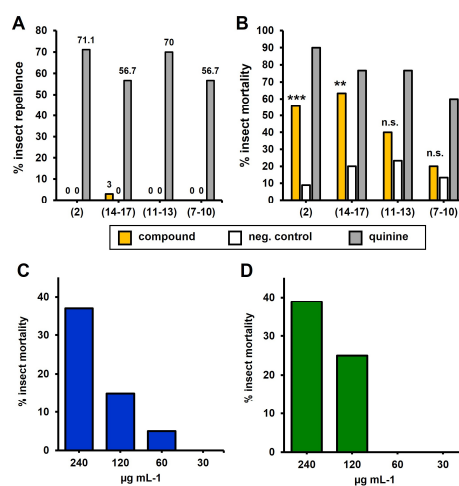 A
% insect repellence
80
70
60
50
40
30
20
10
0
0 0 71.1
3 0 56.7
0 0 70
0 0 56.7
(2) (14-17) (11-13) (7-10)
B
% insect mortality
100
90
80
70
60
50
40
30
20
10
0
*** ** n.s. n.s.
(2) (14-17) (11-13) (7-10)
compound neg. control quinine
C
% insect mortality
40
30
20
10
0
240 120 60 30
µg mL-1
D
% insect mortality
40
30
20
10
0
240 120 60 30
µg mL-1